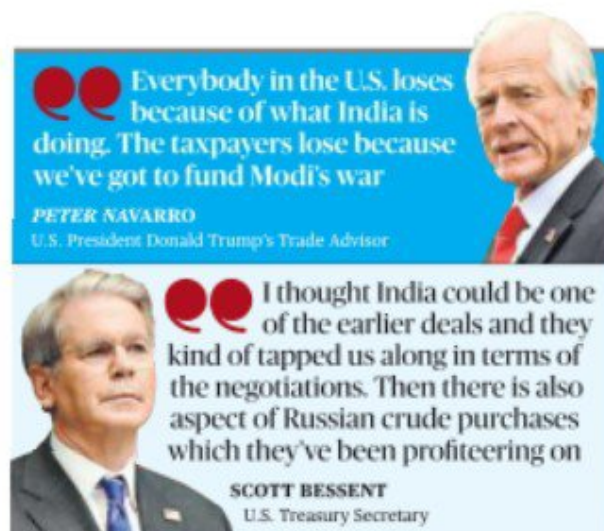 Everybody in the U.S. loses
because of what India is
doing. The taxpayers lose because
we've got to fund Modi's war
PETER NAVARRO
U.S. President Donald Trump's Trade Advisor
I thought India could be one
of the earlier deals and they
kind of tapped us along in terms of
the negotiations. Then there is also
aspect of Russian crude purchases
which they've been profiteering on
SCOTT BESSENT
U.S. Treasury Secretary